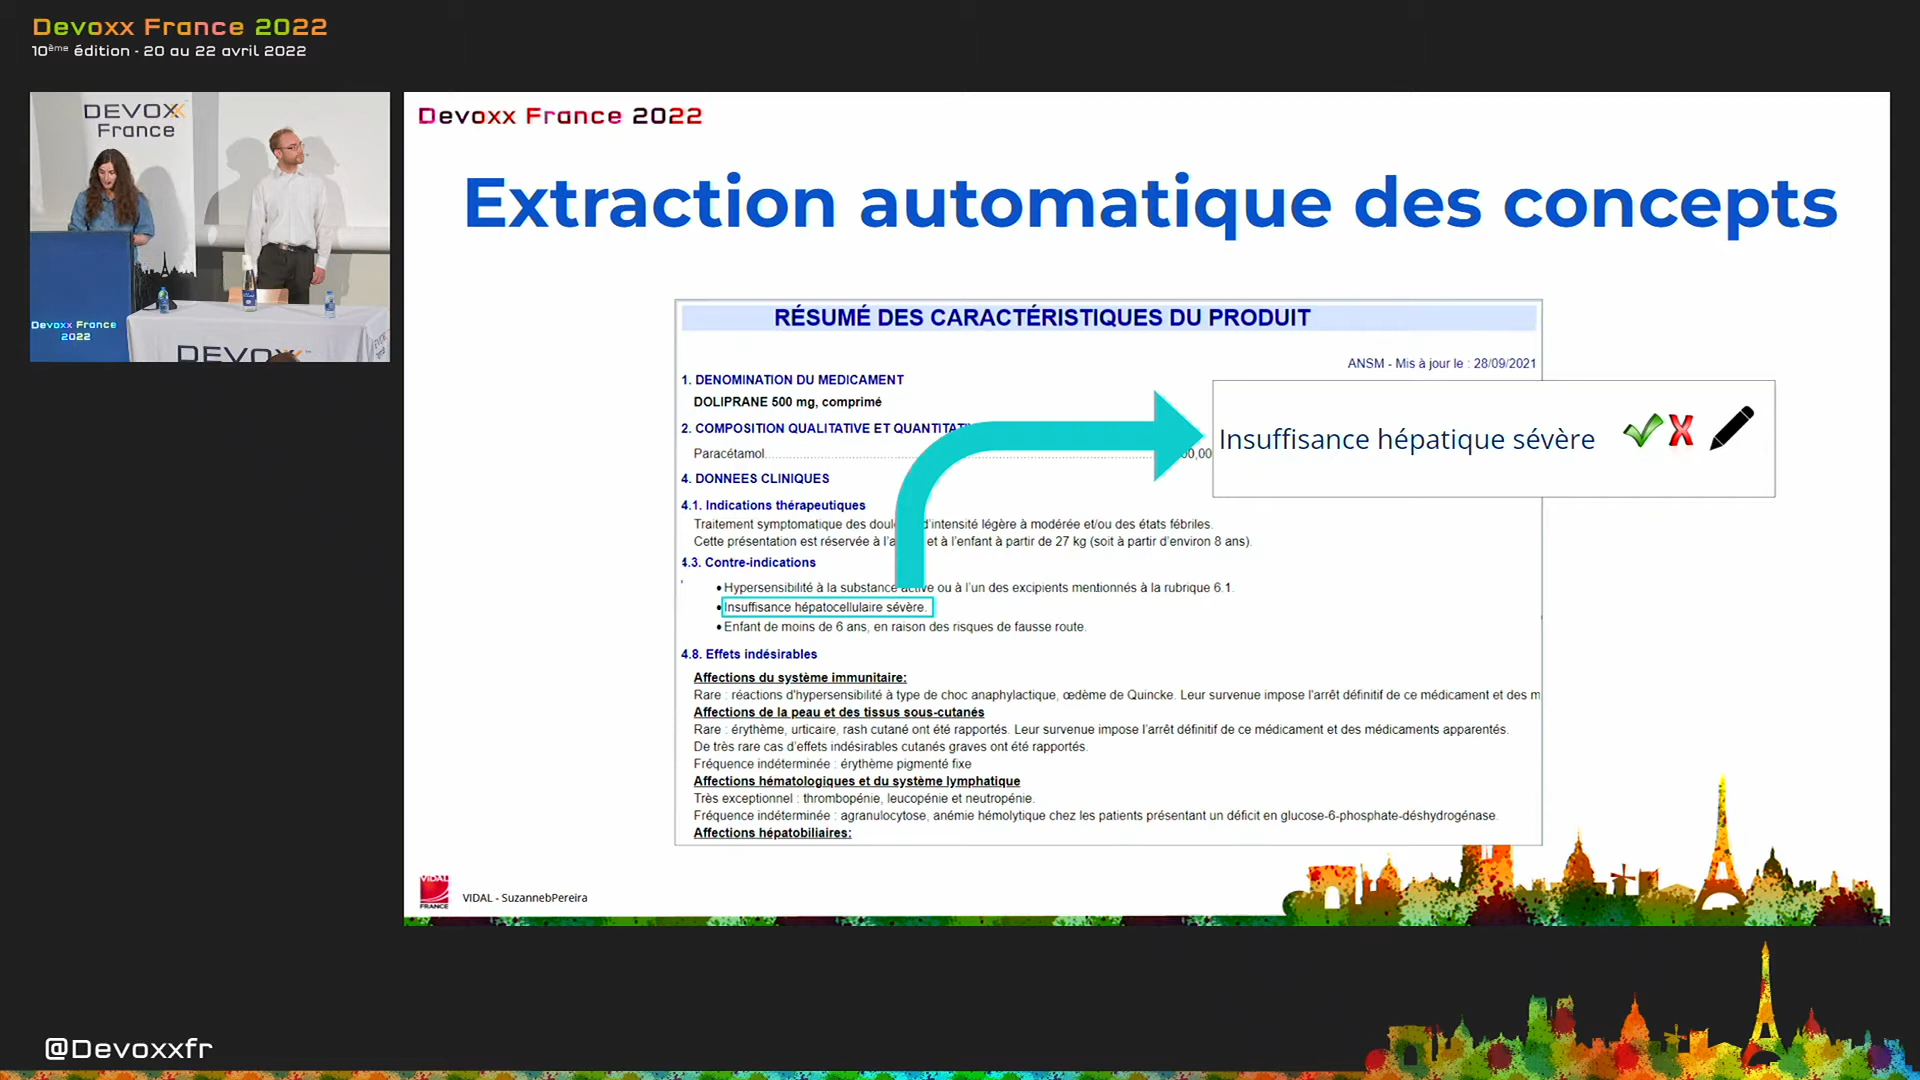 Devoxx France 2022
10ème édition - 20 au 22 avril 2022
DEVOXX
France
Devoxx France
2022
DEVOXX
Devoxx France 2022
Extraction automatique des concepts
RÉSUMÉ DES CARACTÉRISTIQUES DU PRODUIT
ANSM - Mis à jour le : 28/09/2021
1. DENOMINATION DU MEDICAMENT
DOLIPRANE 500 mg, comprimé
2. COMPOSITION QUALITATIVE ET QUANTITATI
Paracétamol 00,00
Insuffisance hépatique sévère
4. DONNEES CLINIQUES
4.1. Indications thérapeutiques
Traitement symptomatique des doul d'intensité légère à modérée et/ou des états fébriles.
Cette présentation est réservée à l'a et à l'enfant à partir de 27 kg (soit à partir d'environ 8 ans).
4.3. Contre-indications
•Hypersensibilité à la substance active ou à l'un des excipients mentionnés à la rubrique 6.1.
•Insuffisance hépatocellulaire sévère.
•Enfant de moins de 6 ans, en raison des risques de fausse route.
4.8. Effets indésirables
Affections du système immunitaire:
Rare : réactions d'hypersensibilité à type de choc anaphylactique, œdème de Quincke. Leur survenue impose l'arrêt définitif de ce médicament et des m
Affections de la peau et des tissus sous-cutanés
Rare : érythème, urticaire, rash cutané ont été rapportés. Leur survenue impose l'arrêt définitif de ce médicament et des médicaments apparentés.
De très rare cas d'effets indésirables cutanés graves ont été rapportés.
Fréquence indéterminée : érythème pigmenté fixe
Affections hématologiques et du système lymphatique
Très exceptionnel : thrombopénie, leucopénie et neutropénie.
Fréquence indéterminée : agranulocytose, anémie hémolytique chez les patients présentant un déficit en glucose-6-phosphate-déshydrogénase.
Affections hépatobiliaires:
VIDAL
FRANCE
VIDAL - SuzannebPereira
@Devoxxfr